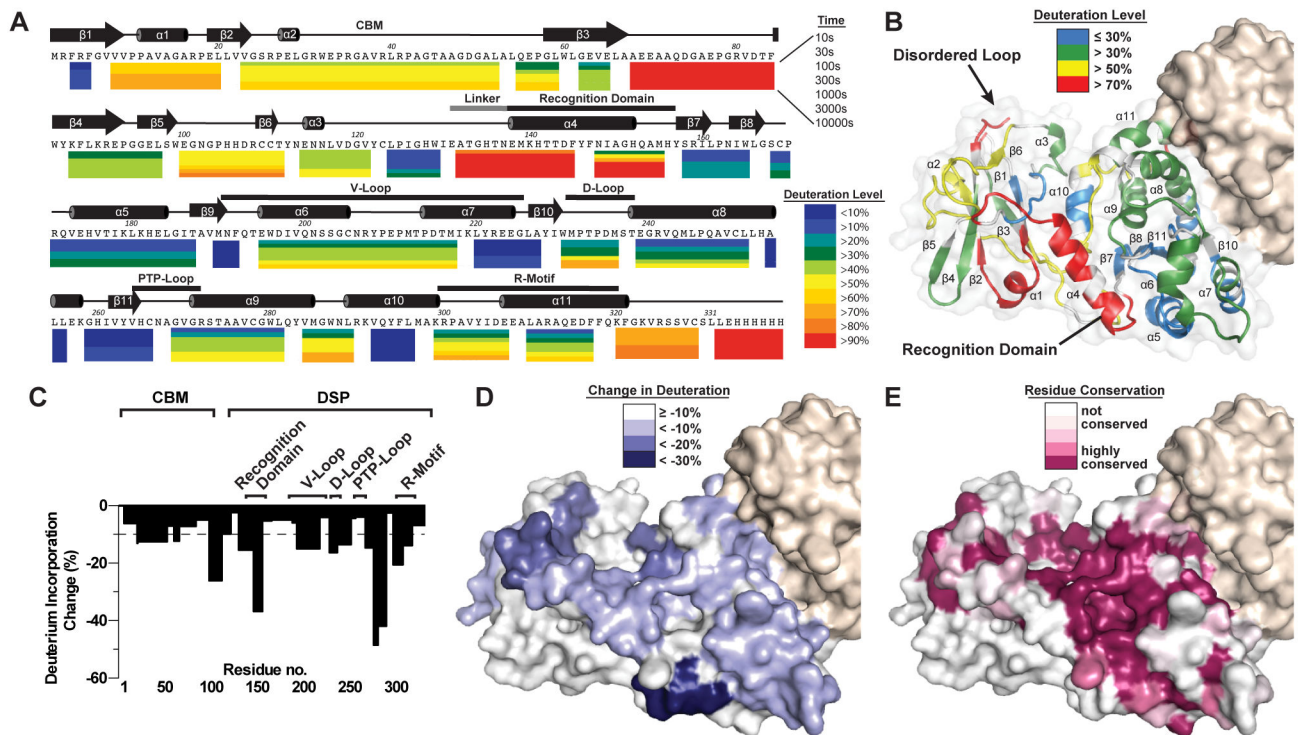 A
CBM
Time
10s
30s
100s
300s
1000s
3000s
10000s
β1 α1 β2 α2 β3
20 40 60 80
MRFRFGVVVPPAVAGARPELLVVGSRPELGRWEPRGAVRLRPAGTAAGDGALALQEPGLWLGEVELAAEEAAQDGAEPGRVDTF
Linker Recognition Domain
β4 β5 β6 α3 α4 β7 β8
100 120 140 160
WYKFLKREPGGELSWEGNGPHHDRCCTYNENNLVDGVYCLPIGHWIEATGHTNEMKHTTDFYFNIAGHQAMHYSRILPNIWLGSCP
V-Loop D-Loop
α5 β9 α6 α7 β10 α8
180 200 220 240
RQVEHVTIKLKHELGITAVMNFQTEWDIVQNSSGCNRYPEPMTPDTMIKLYREEGLAYIWMPTPDMSTEGRVQMLPQAVCLLHA
PTP-Loop R-Motif
β11 α9 α10 α11
260 280 300 320 331 336
LLEKGHIVYVHCNAGVGRSTAAVCGWLQYVMGWNLRKVQYFLMAKRPAVYIDEEALARAQEDFFQKFGKVRSSVCSLLEHHHHHH
Deuteration Level
<10%
>10%
>20%
>30%
>40%
>50%
>60%
>70%
>80%
>90%
B
Deuteration Level
≤ 30%
> 30%
> 50%
> 70%
Disordered Loop
α11
α3
β6
α2
β1
α10
α8
α9
β3
β5
β8
β11
β10
β7
β4
β2
α1
α4
α6
α7
α5
Recognition Domain
C
CBM DSP
Recognition Domain
V-Loop
D-Loop
PTP-Loop
R-Motif
Deuterium Incorporation Change (%)
0
-20
-40
-60
Residue no.
1 50 100 150 200 250 300
D
Change in Deuteration
≥ -10%
< -10%
< -20%
< -30%
E
Residue Conservation
not conserved
highly conserved